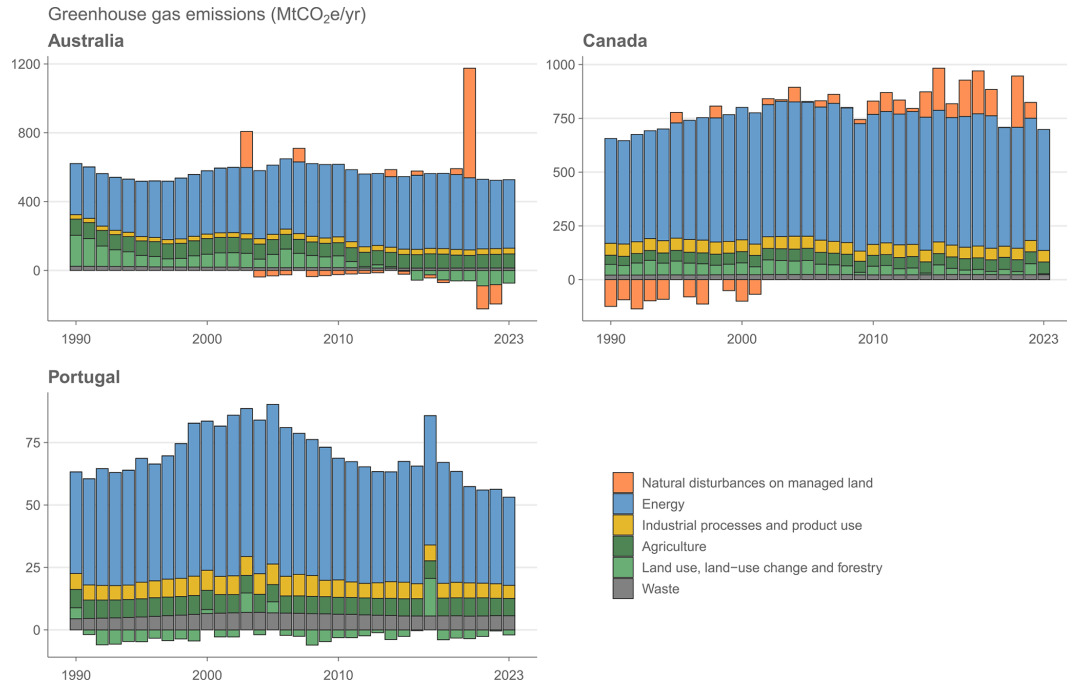 Greenhouse gas emissions (MtCO₂e/yr)
Australia
1200
800
400
0
1990
2000
2010
2023
Canada
1000
750
500
250
0
1990
2000
2010
2023
Portugal
75
50
25
0
1990
2000
2010
2023
Natural disturbances on managed land
Energy
Industrial processes and product use
Agriculture
Land use, land−use change and forestry
Waste